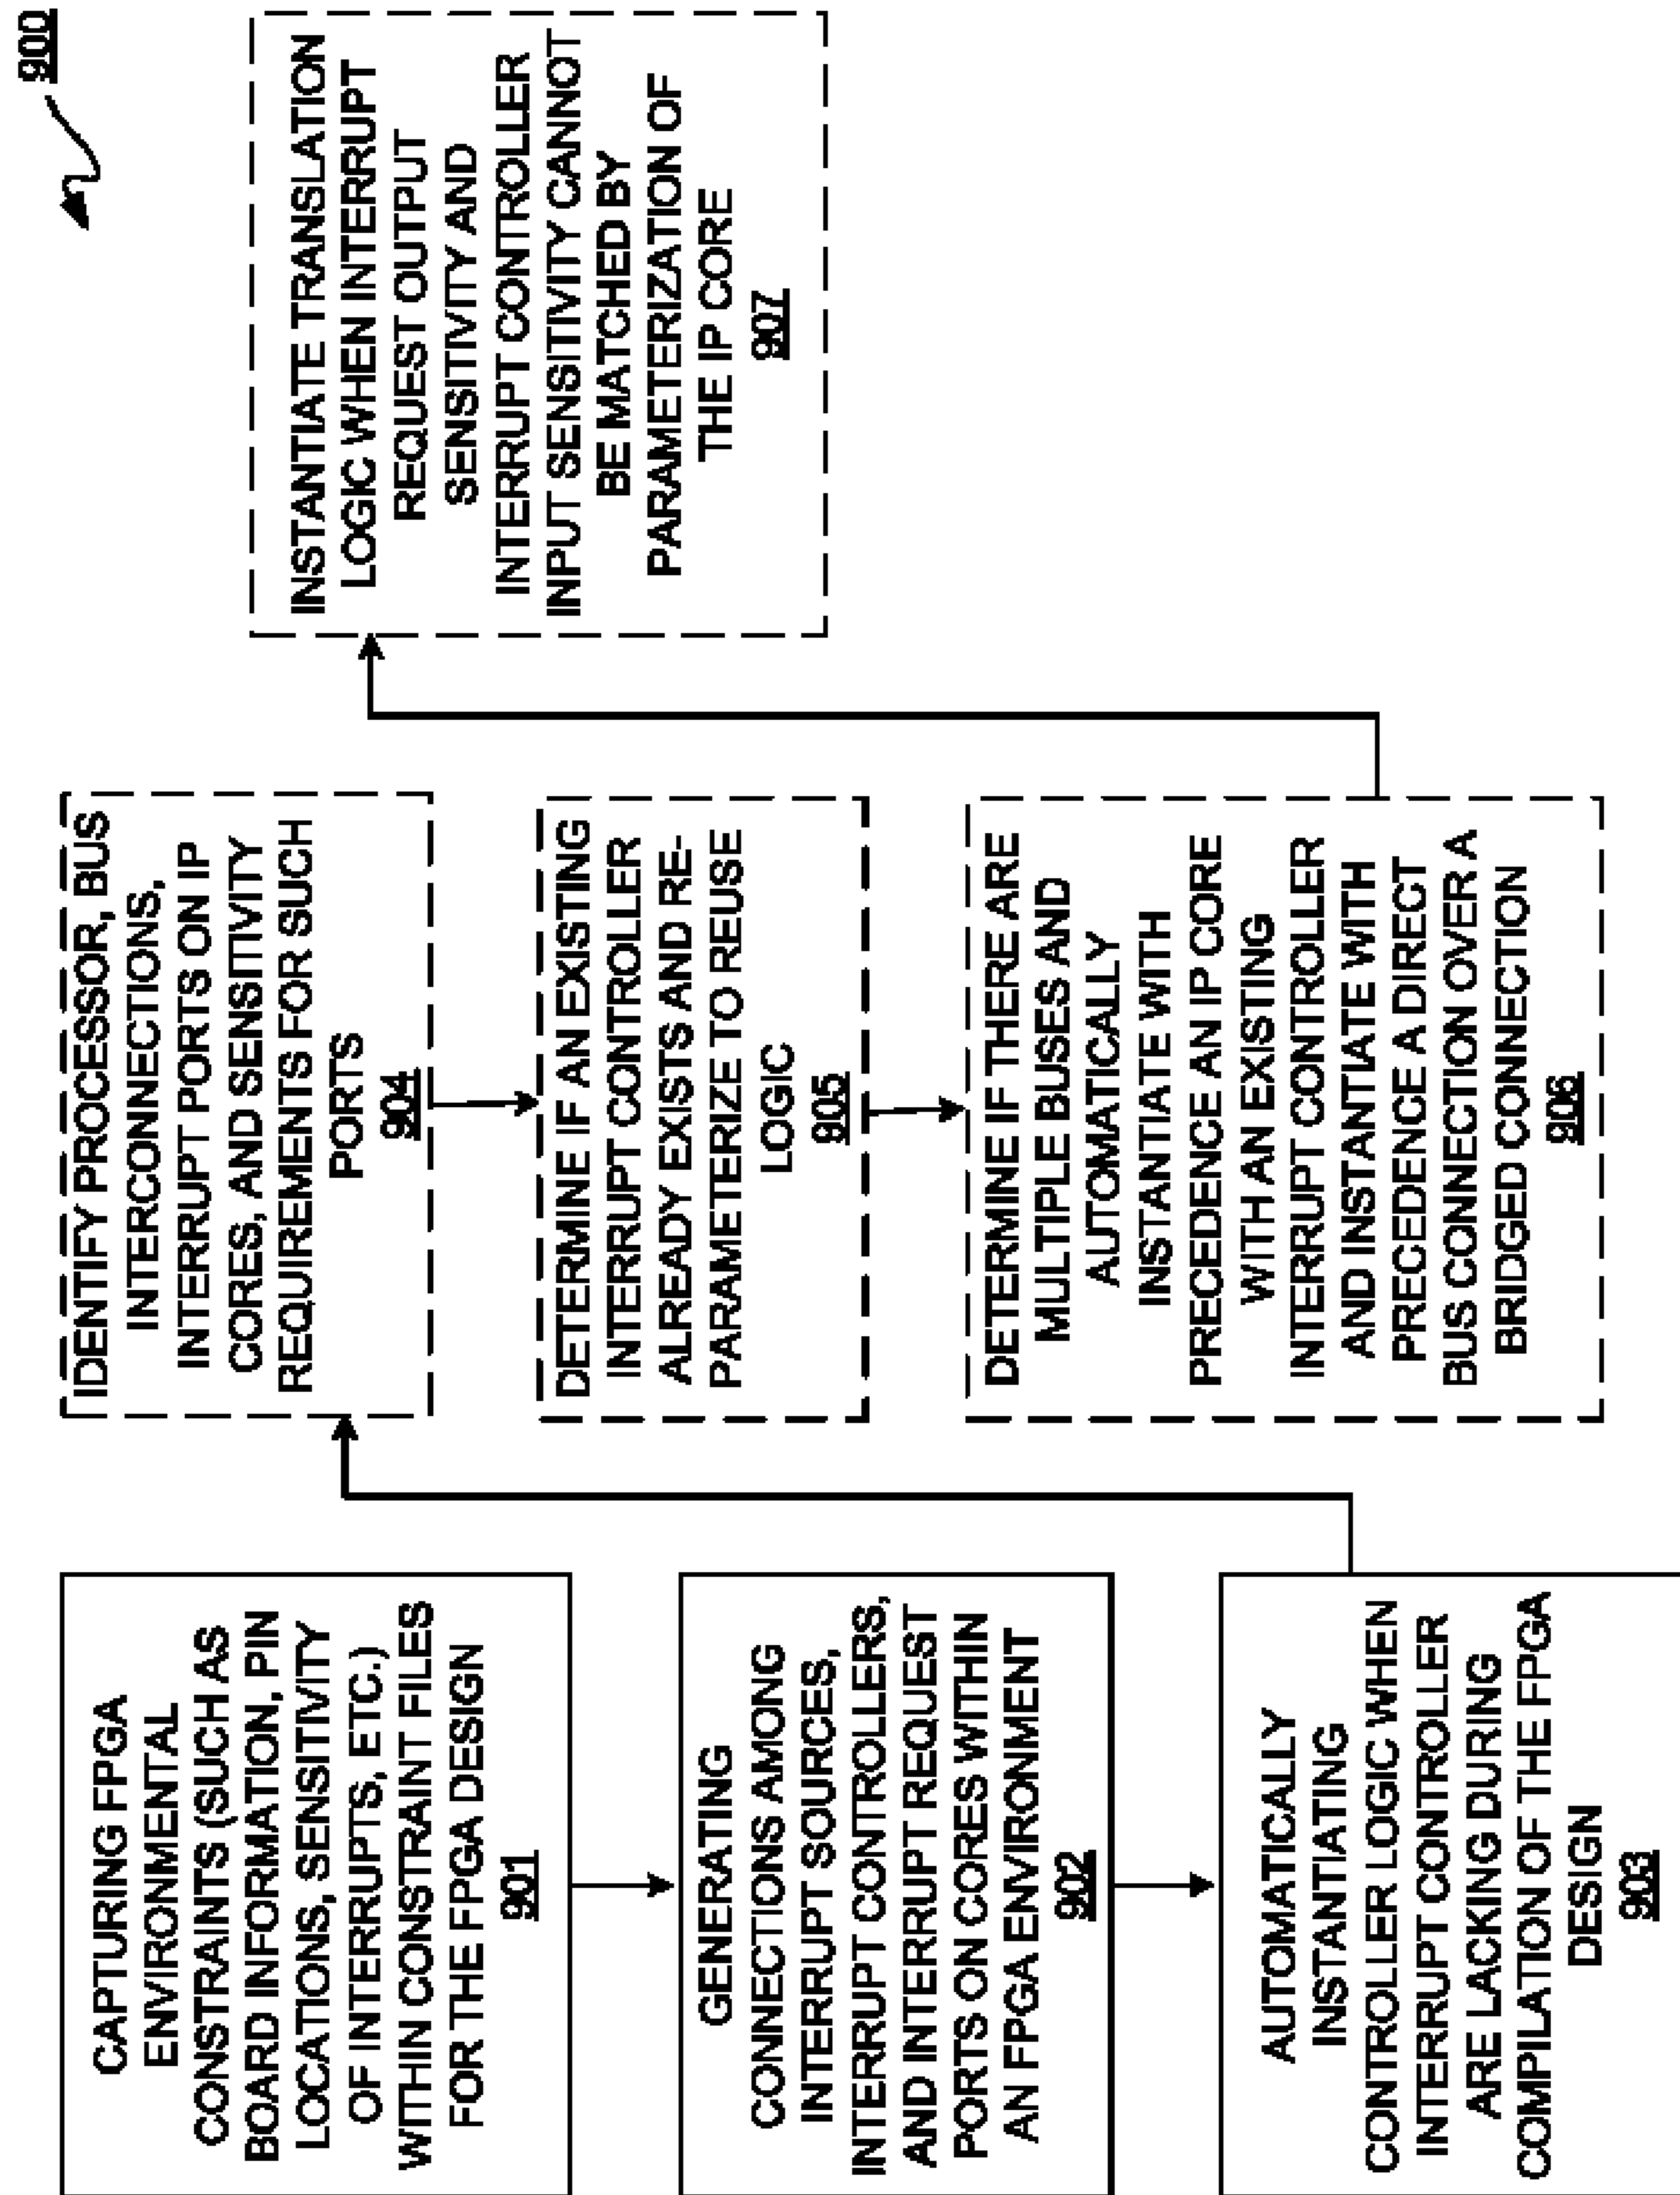 900
CAPTURING FPGA
ENVIRONMENTAL
CONSTRAINTS (SUCH AS
BOARD INFORMATION, PIN
LOCATIONS, SENSITIVITY
OF INTERRUPTS, ETC.)
WITHIN CONSTRAINT FILES
FOR THE FPGA DESIGN
901
GENERATING
CONNECTIONS AMONG
INTERRUPT SOURCES,
INTERRUPT CONTROLLERS,
AND INTERRUPT REQUEST
PORTS ON CORES WITHIN
AN FPGA ENVIRONMENT
902
AUTOMATICALLY
INSTANTIATING
CONTROLLER LOGIC WHEN
INTERRUPT CONTROLLER
ARE LACKING DURING
COMPILATION OF THE FPGA
DESIGN
903
IDENTIFY PROCESSOR, BUS
INTERCONNECTIONS,
INTERRUPT PORTS ON IP
CORES, AND SENSITIVITY
REQUIREMENTS FOR SUCH
PORTS
904
DETERMINE IF AN EXISTING
INTERRUPT CONTROLLER
ALREADY EXISTS AND RE-
PARAMETERIZE TO REUSE
LOGIC
905
DETERMINE IF THERE ARE
MULTIPLE BUSES AND
AUTOMATICALLY
INSTANTIATE WITH
PRECEDENCE AN IP CORE
WITH AN EXISTING
INTERRUPT CONTROLLER
AND INSTANTIATE WITH
PRECEDENCE A DIRECT
BUS CONNECTION OVER A
BRIDGED CONNECTION
906
INSTANTIATE TRANSLATION
LOGIC WHEN INTERRUPT
REQUEST OUTPUT
SENSITIVITY AND
INTERRUPT CONTROLLER
INPUT SENSITIVITY CANNOT
BE MATCHED BY
PARAMETERIZATION OF
THE IP CORE
907